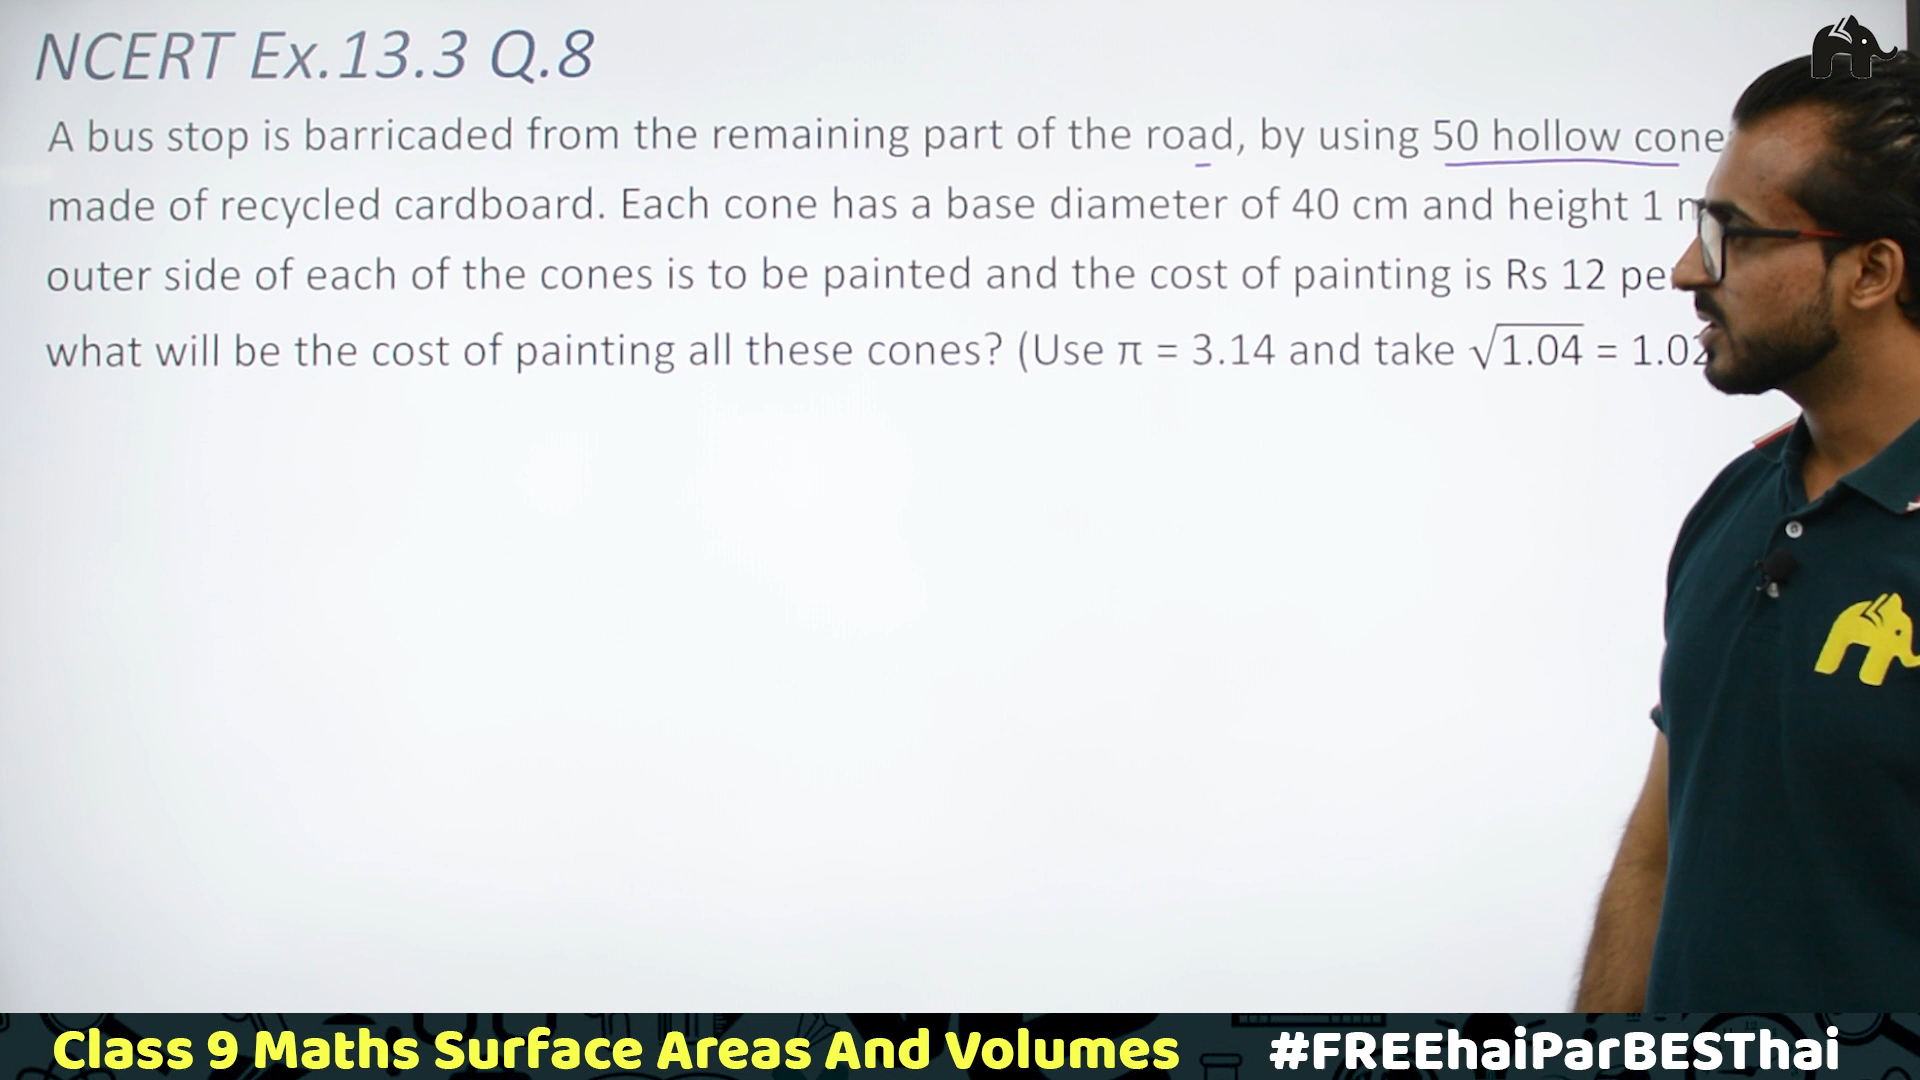 NCERT Ex.13.3 Q.8
A bus stop is barricaded from the remaining part of the road, by using 50 hollow
made of recycled cardboard. Each cone has a base diameter of 40 cm and height 1
outer side of each of the cones is to be painted and the cost of painting is Rs 12
what will be the cost of painting all these cones? (Use π = 3.14 and take √1.04 = 1.02
Class 9 Maths Surface Areas And Volumes #FREEhaiParBESThai